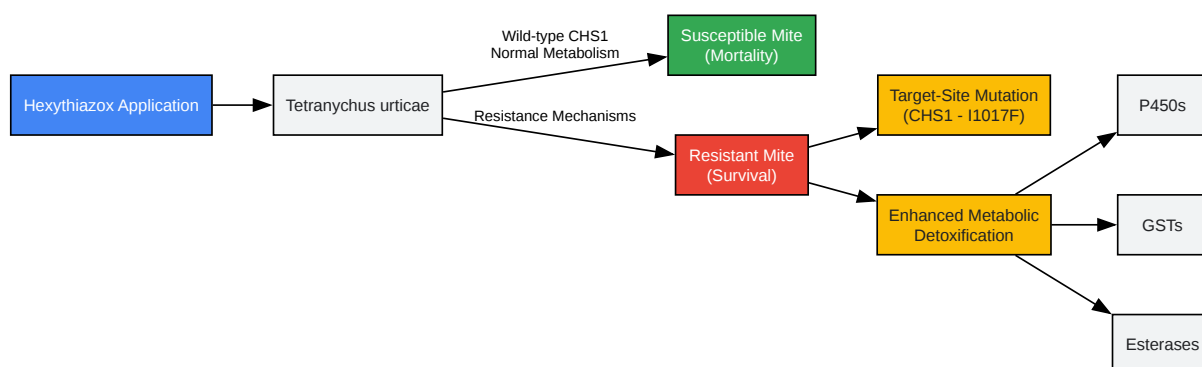 Hexythiazox Application
Tetranychus urticae
Wild-type CHS1
Normal Metabolism
Resistance Mechanisms
Susceptible Mite
(Mortality)
Resistant Mite
(Survival)
Target-Site Mutation
(CHS1 - I1017F)
Enhanced Metabolic
Detoxification
P450s
GSTs
Esterases